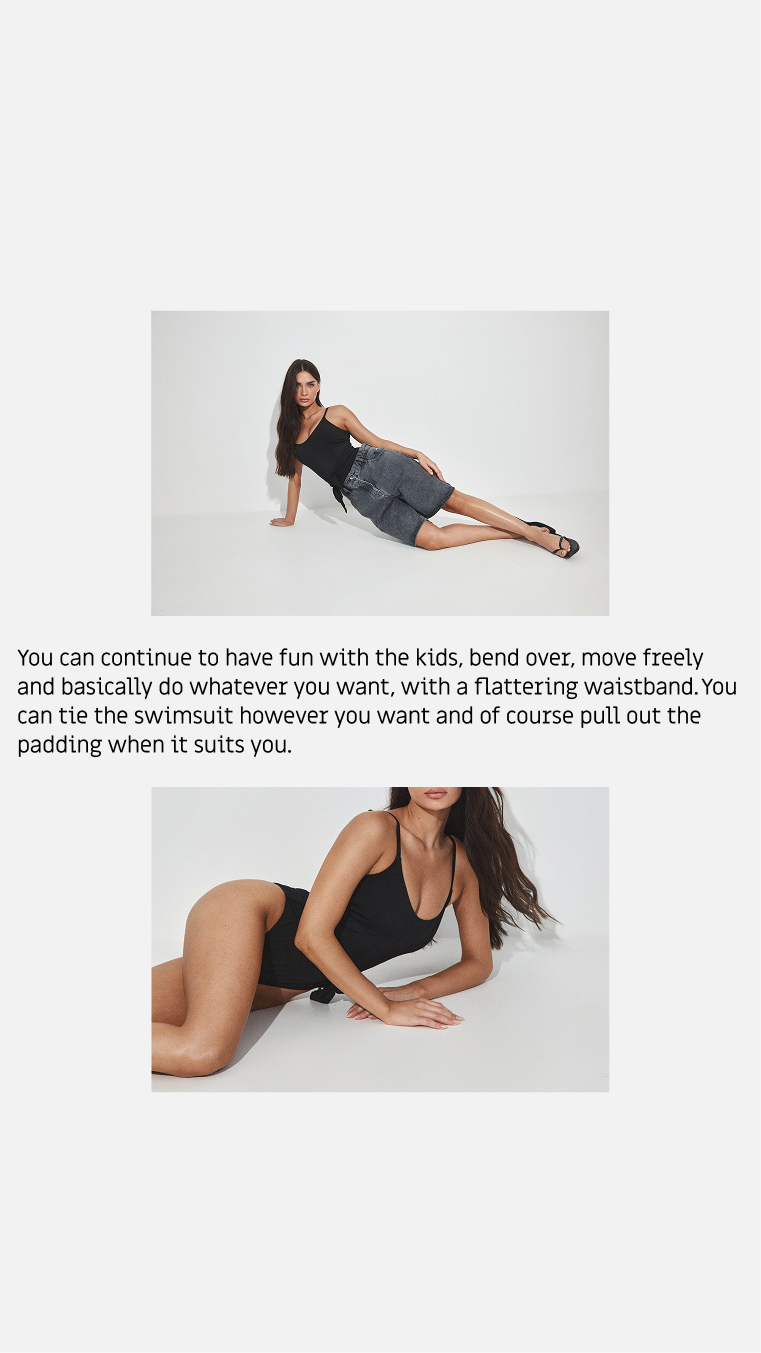 You can continue to have fun with the kids, bend over, move freely
and basically do whatever you want, with a flattering waistband.You
can tie the swimsuit however you want and of course pull out the
padding when it suits you.